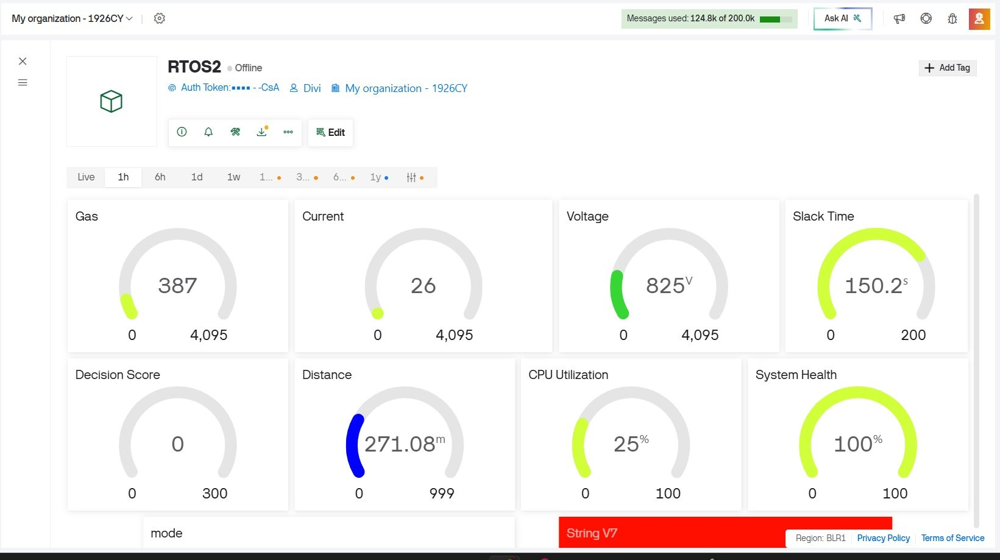 My organization - 1926CY
Messages used: 124.8k of 200.0k
Ask AI
RTOS2 Offline
Add Tag
Auth Token:▪▪▪▪ - -CsA Divi My organization - 1926CY
Edit
Live 1h 6h 1d 1w 1... 3... 6... 1y
Gas
387
0 4,095
Current
26
0 4,095
Voltage
825V
0 4,095
Slack Time
150.2s
0 200
Decision Score
0
0 300
Distance
271.08m
0 999
CPU Utilization
25%
0 100
System Health
100%
0 100
mode
String V7
Region: BLR1 Privacy Policy Terms of Service